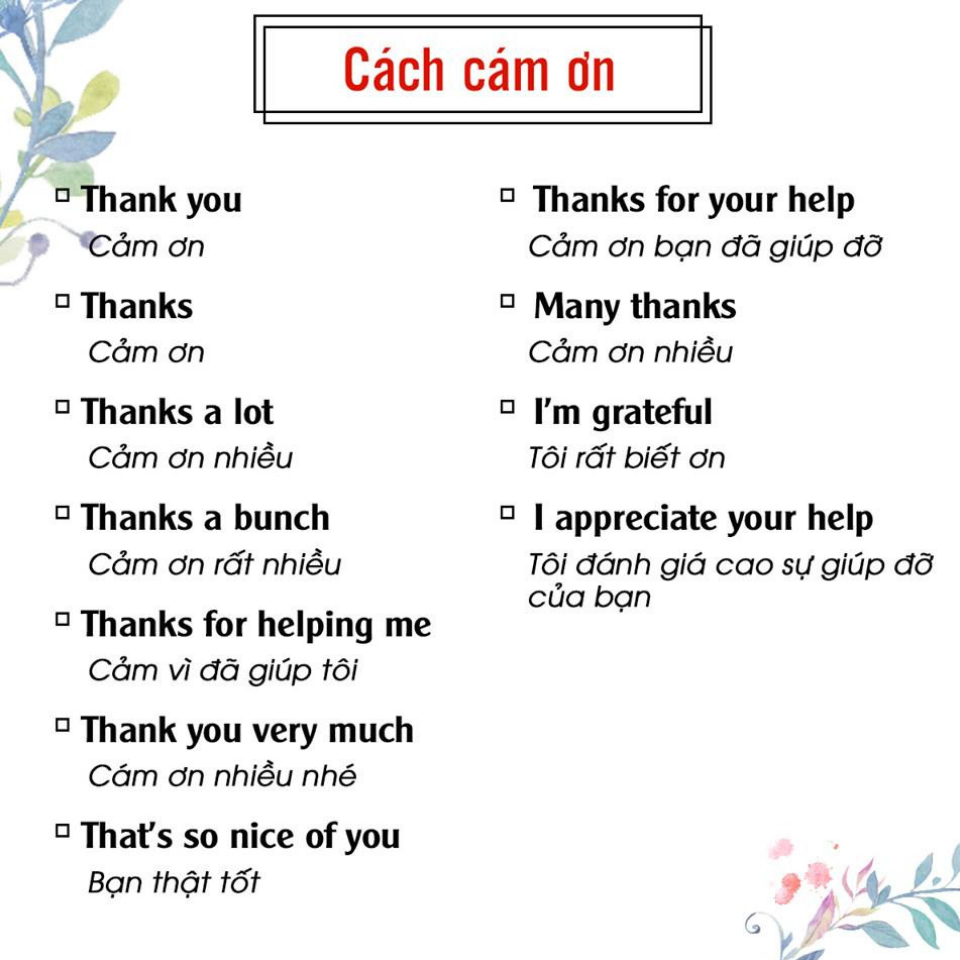 Cách cám ơn
Thank you
Cảm ơn
Thanks
Cảm ơn
Thanks a lot
Cảm ơn nhiều
Thanks a bunch
Cảm ơn rất nhiều
Thanks for helping me
Cảm vì đã giúp tôi
Thank you very much
Cám ơn nhiều nhé
That's so nice of you
Bạn thật tốt
Thanks for your help
Cảm ơn bạn đã giúp đỡ
Many thanks
Cảm ơn nhiều
I'm grateful
Tôi rất biết ơn
I appreciate your help
Tôi đánh giá cao sự giúp đỡ
của bạn